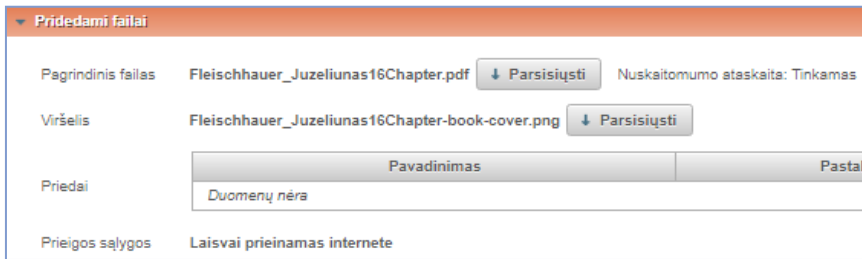 Pridedami failai
Pagrindinis failas Fleischhauer_Juzeliunas16Chapter.pdf Parsisiųsti Nuskaitomumo ataskaita: Tinkamas
Viršelis Fleischhauer_Juzeliunas16Chapter-book-cover.png Parsisiųsti
Pavadinimas
Priedai
Duomenų nėra
Prieigos sąlygos Laisvai prieinamas internete